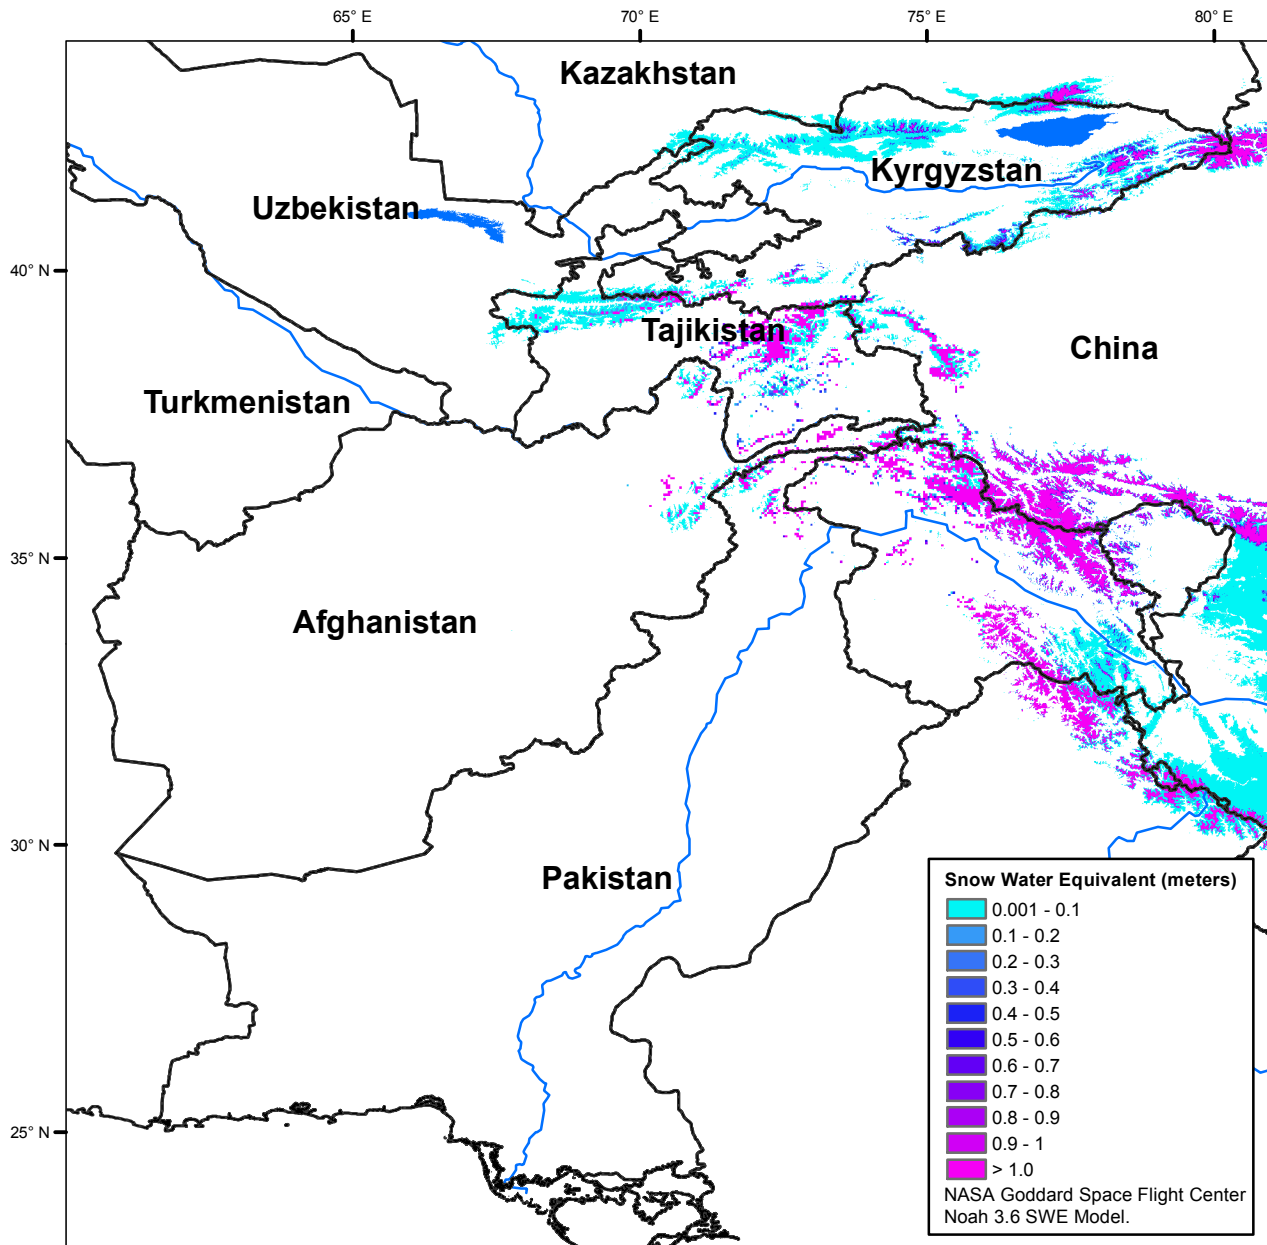 65° E
70° E
75° E
80° E
Kazakhstan
Kyrgyzstan
Uzbekistan
40° N
Tajikistan
China
Turkmenistan
35° N
Afghanistan
30° N
Pakistan
25° N
Snow Water Equivalent (meters)
0.001 - 0.1
0.1 - 0.2
0.2 - 0.3
0.3 - 0.4
0.4 - 0.5
0.5 - 0.6
0.6 - 0.7
0.7 - 0.8
0.8 - 0.9
0.9 - 1
> 1.0
NASA Goddard Space Flight Center
Noah 3.6 SWE Model.